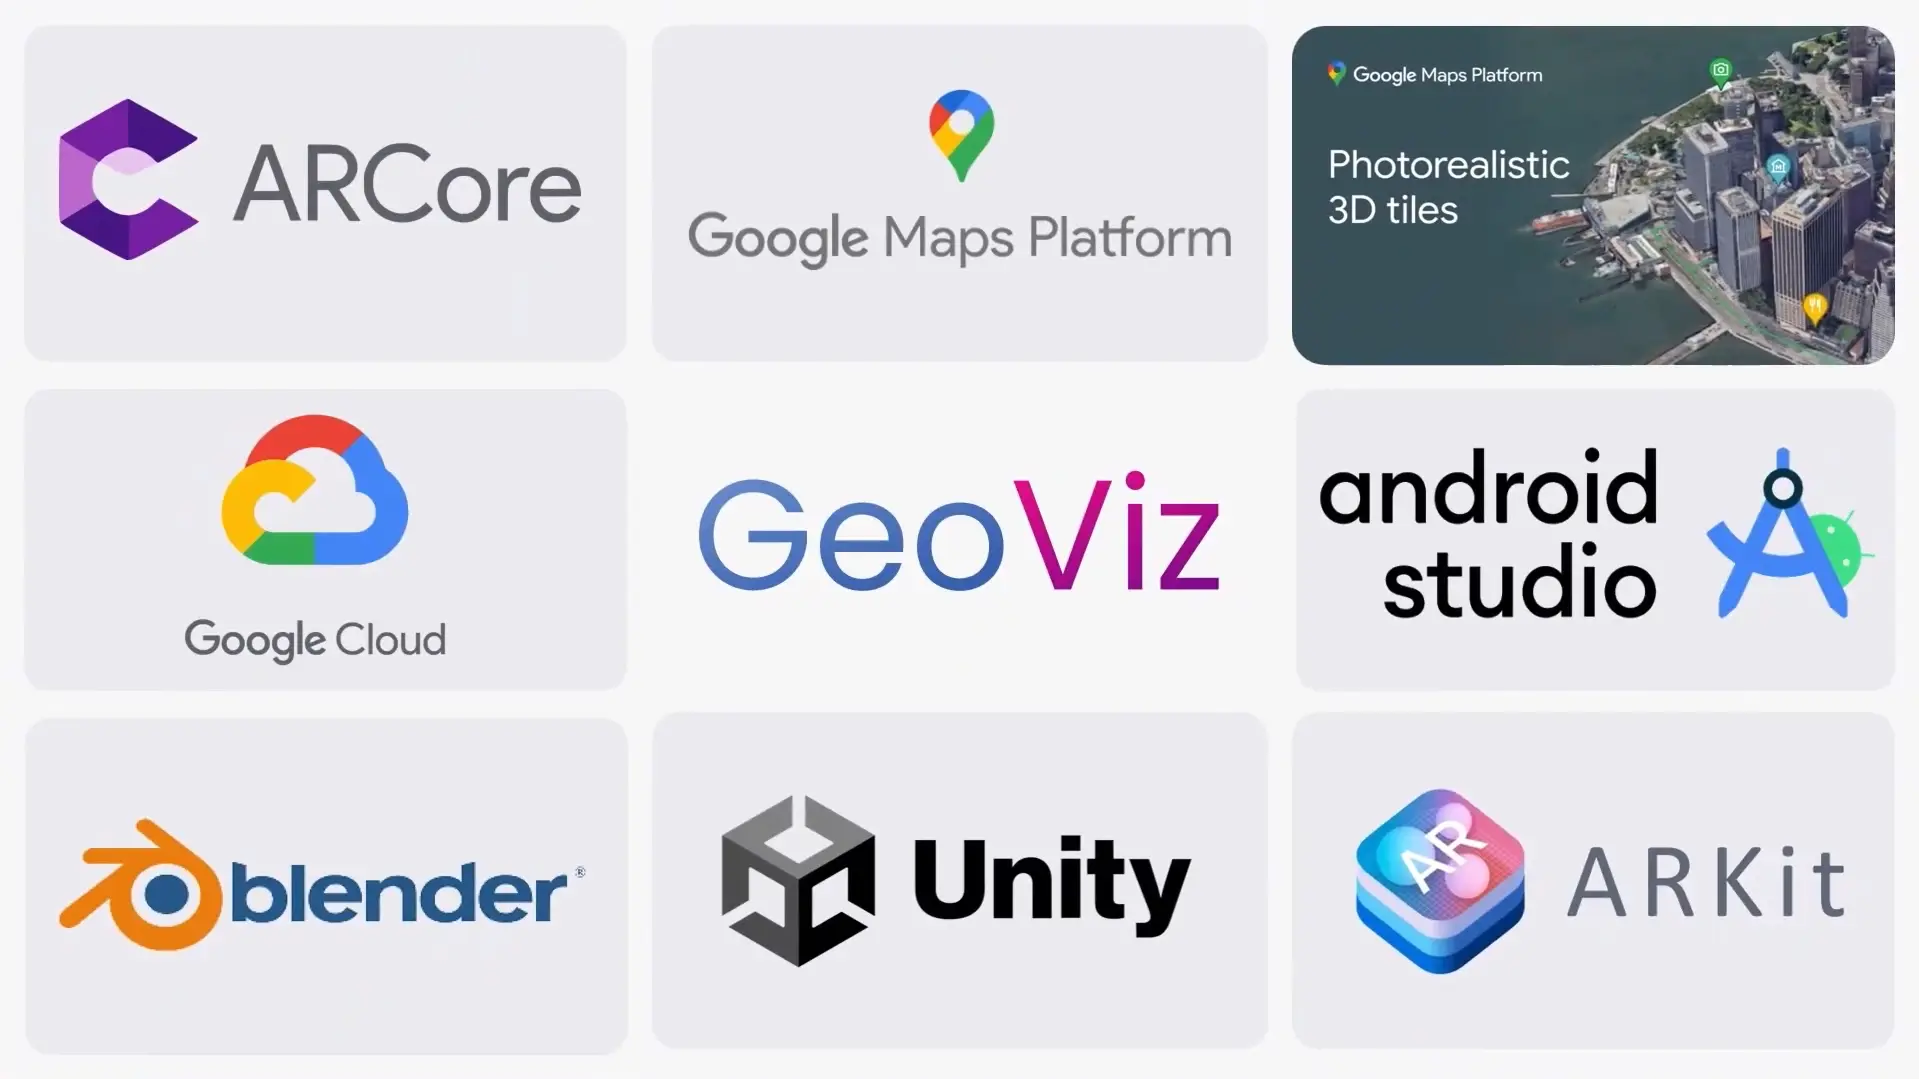 ARCore
Google Maps Platform
Google Maps Platform
Photorealistic
3D tiles
Google Cloud
GeoViz
android
studio
blender®
Unity
AR
ARKit